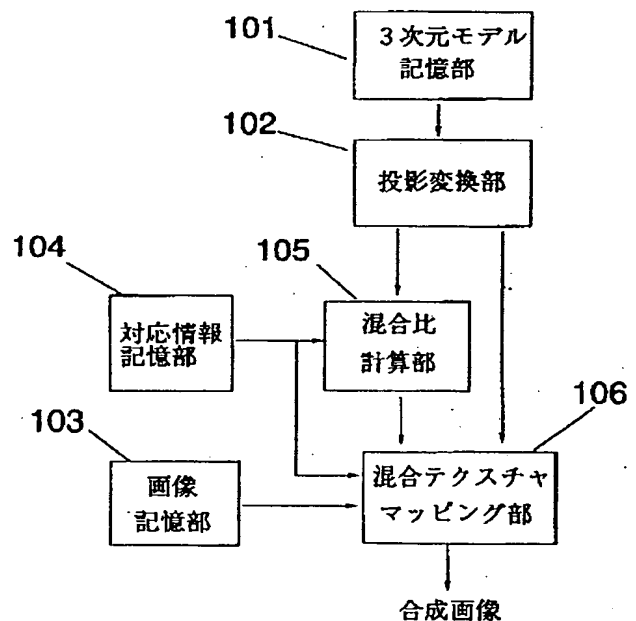 101
3次元モデル
記憶部
102
投影変換部
104
105
対応情報
記憶部
混合比
計算部
103
106
画像
記憶部
混合テクスチャ
マッピング部
合成画像